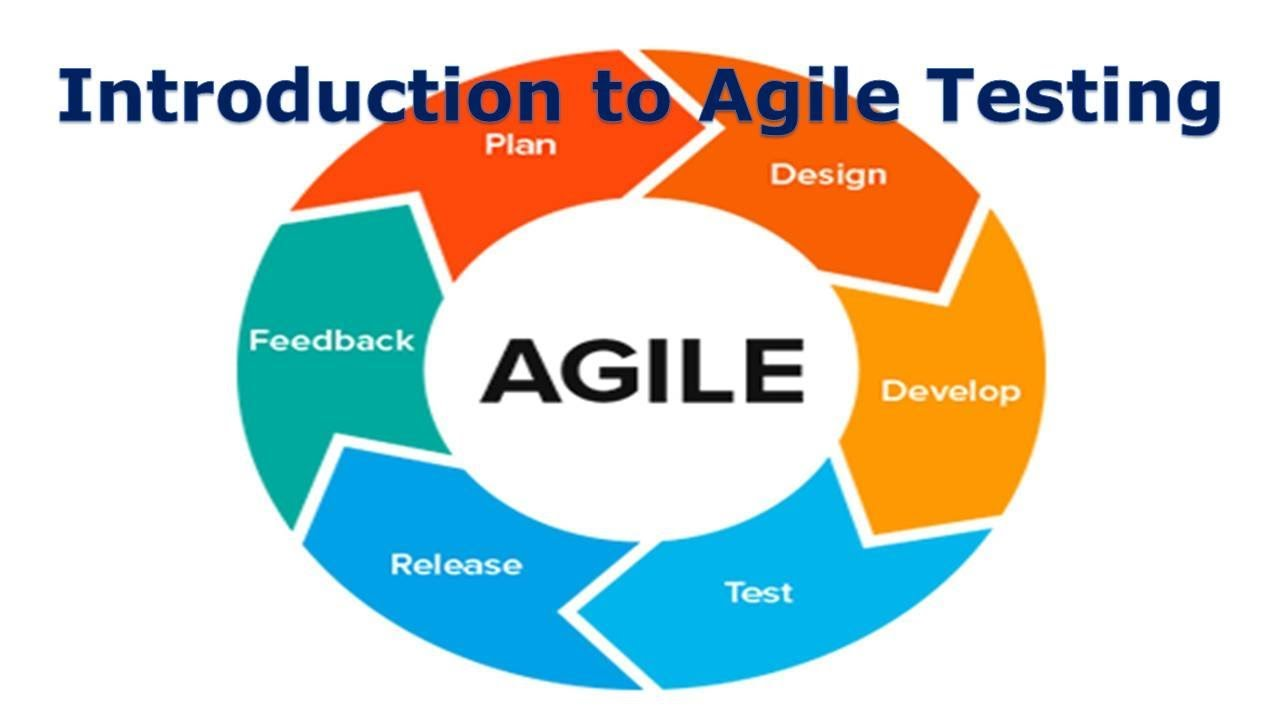 Introduction to Agile Testing
Plan
Design
Feedback
AGILE
Develop
Release
Test